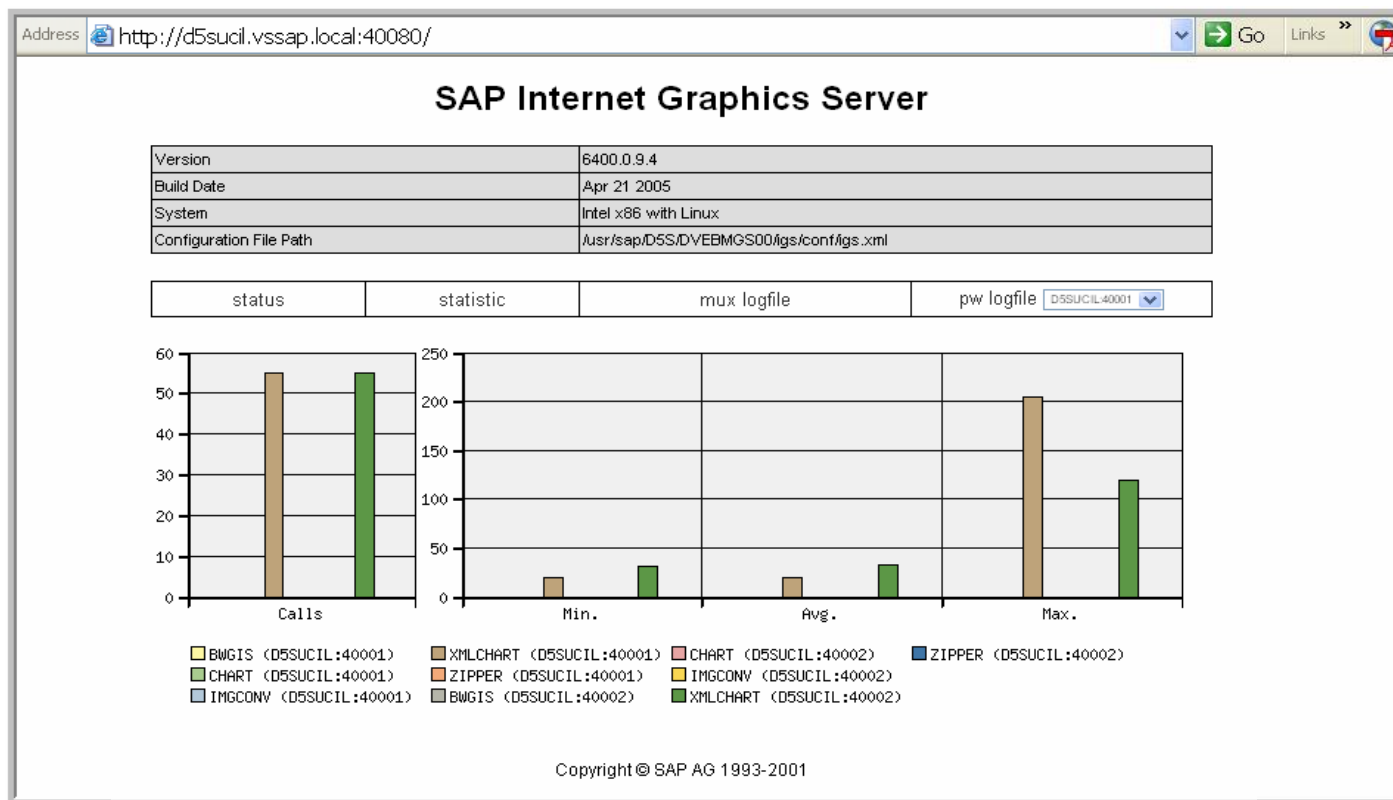 Address http://d5sucil.vssap.local:40080/ Go Links »
SAP Internet Graphics Server
Version 6400.0.9.4
Build Date Apr 21 2005
System Intel x86 with Linux
Configuration File Path /usr/sap/D5S/DVEBMGS00/igs/conf/igs.xml
status statistic mux logfile pw logfile D5SUCIL:40001
60 250
50 200
40 150
30 100
20 50
10 0
0
Calls Min. Avg. Max.
BWGIS (D5SUCIL:40001) XMLCHART (D5SUCIL:40001) CHART (D5SUCIL:40002) ZIPPER (D5SUCIL:40002)
CHART (D5SUCIL:40001) ZIPPER (D5SUCIL:40001) IMGCONV (D5SUCIL:40002)
IMGCONV (D5SUCIL:40001) BWGIS (D5SUCIL:40002) XMLCHART (D5SUCIL:40002)
Copyright © SAP AG 1993-2001